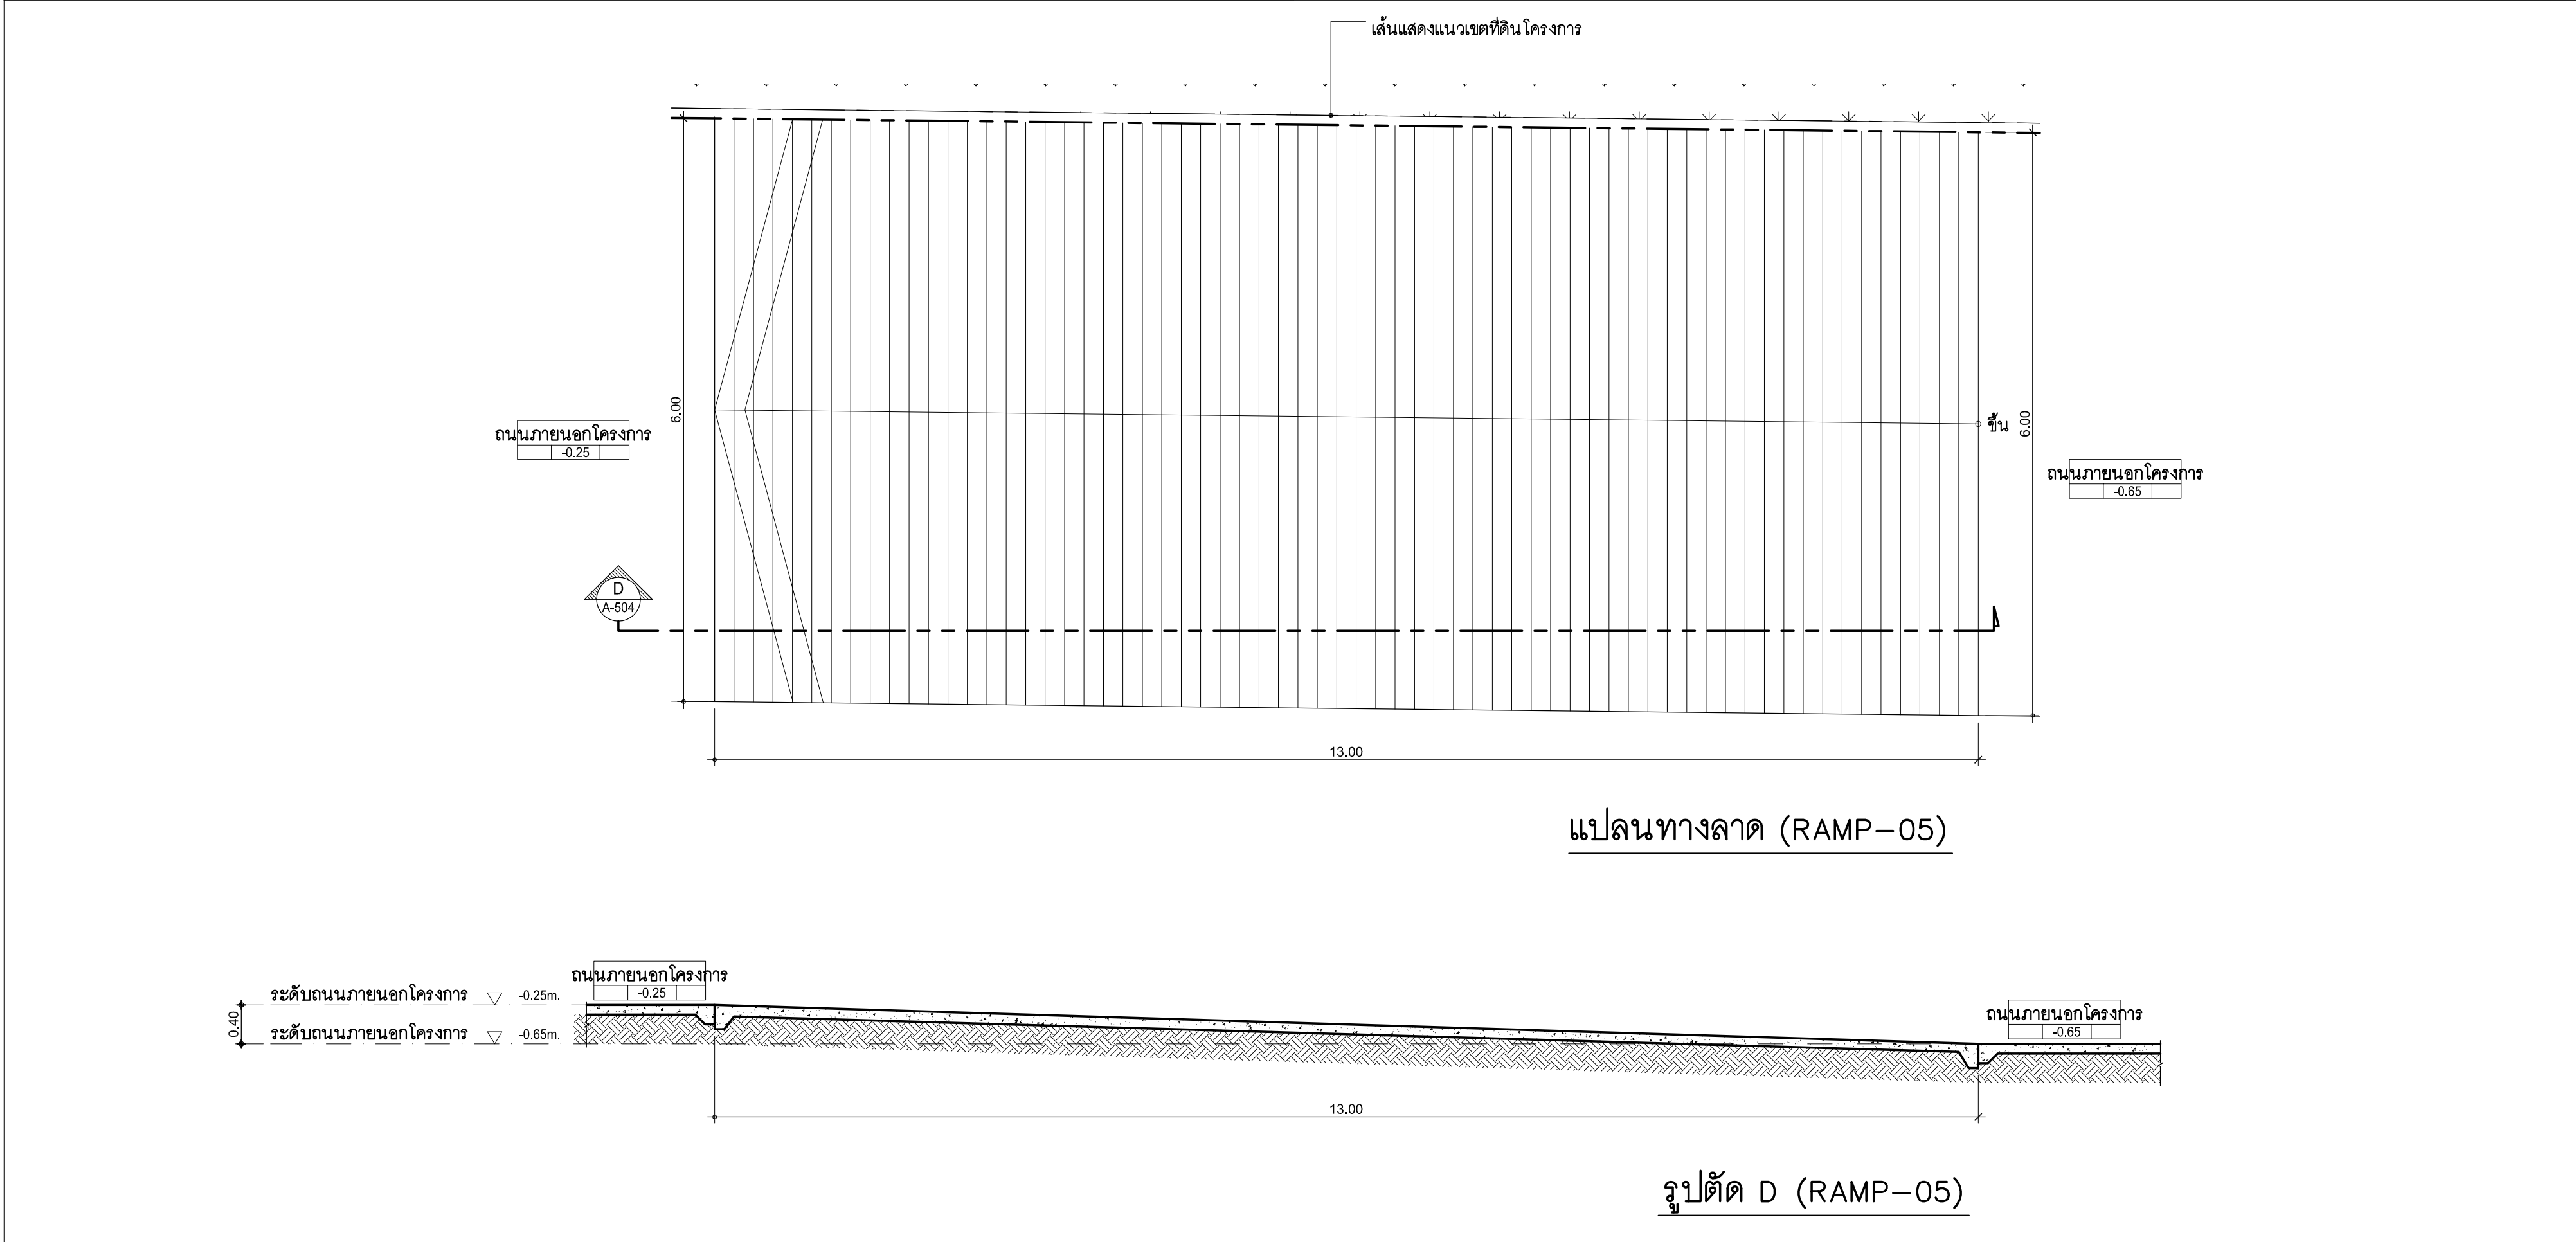 เส้นแสดงแนวเขตที่ดินโครงการ
6.00
ถนนภายนอกโครงการ
-0.25
ขึ้น
6.00
ถนนภายนอกโครงการ
-0.65
D
A-504
13.00
แปลนทางลาด (RAMP-05)
ถนนภายนอกโครงการ
-0.25
ระดับถนนภายนอกโครงการ -0.25m.
0.40
ระดับถนนภายนอกโครงการ -0.65m.
ถนนภายนอกโครงการ
-0.65
13.00
รูปตัด D (RAMP-05)